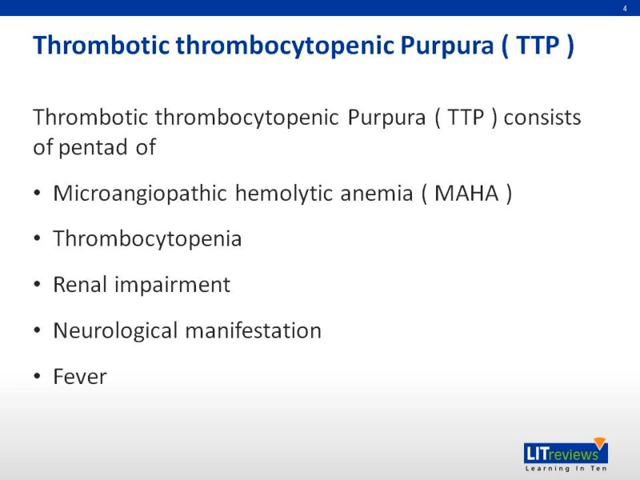 4
Thrombotic thrombocytopenic Purpura ( TTP )
Thrombotic thrombocytopenic Purpura ( TTP ) consists
of pentad of
• Microangiopathic hemolytic anemia ( MAHA )
• Thrombocytopenia
• Renal impairment
• Neurological manifestation
• Fever
LITreviews
Learning In Ten